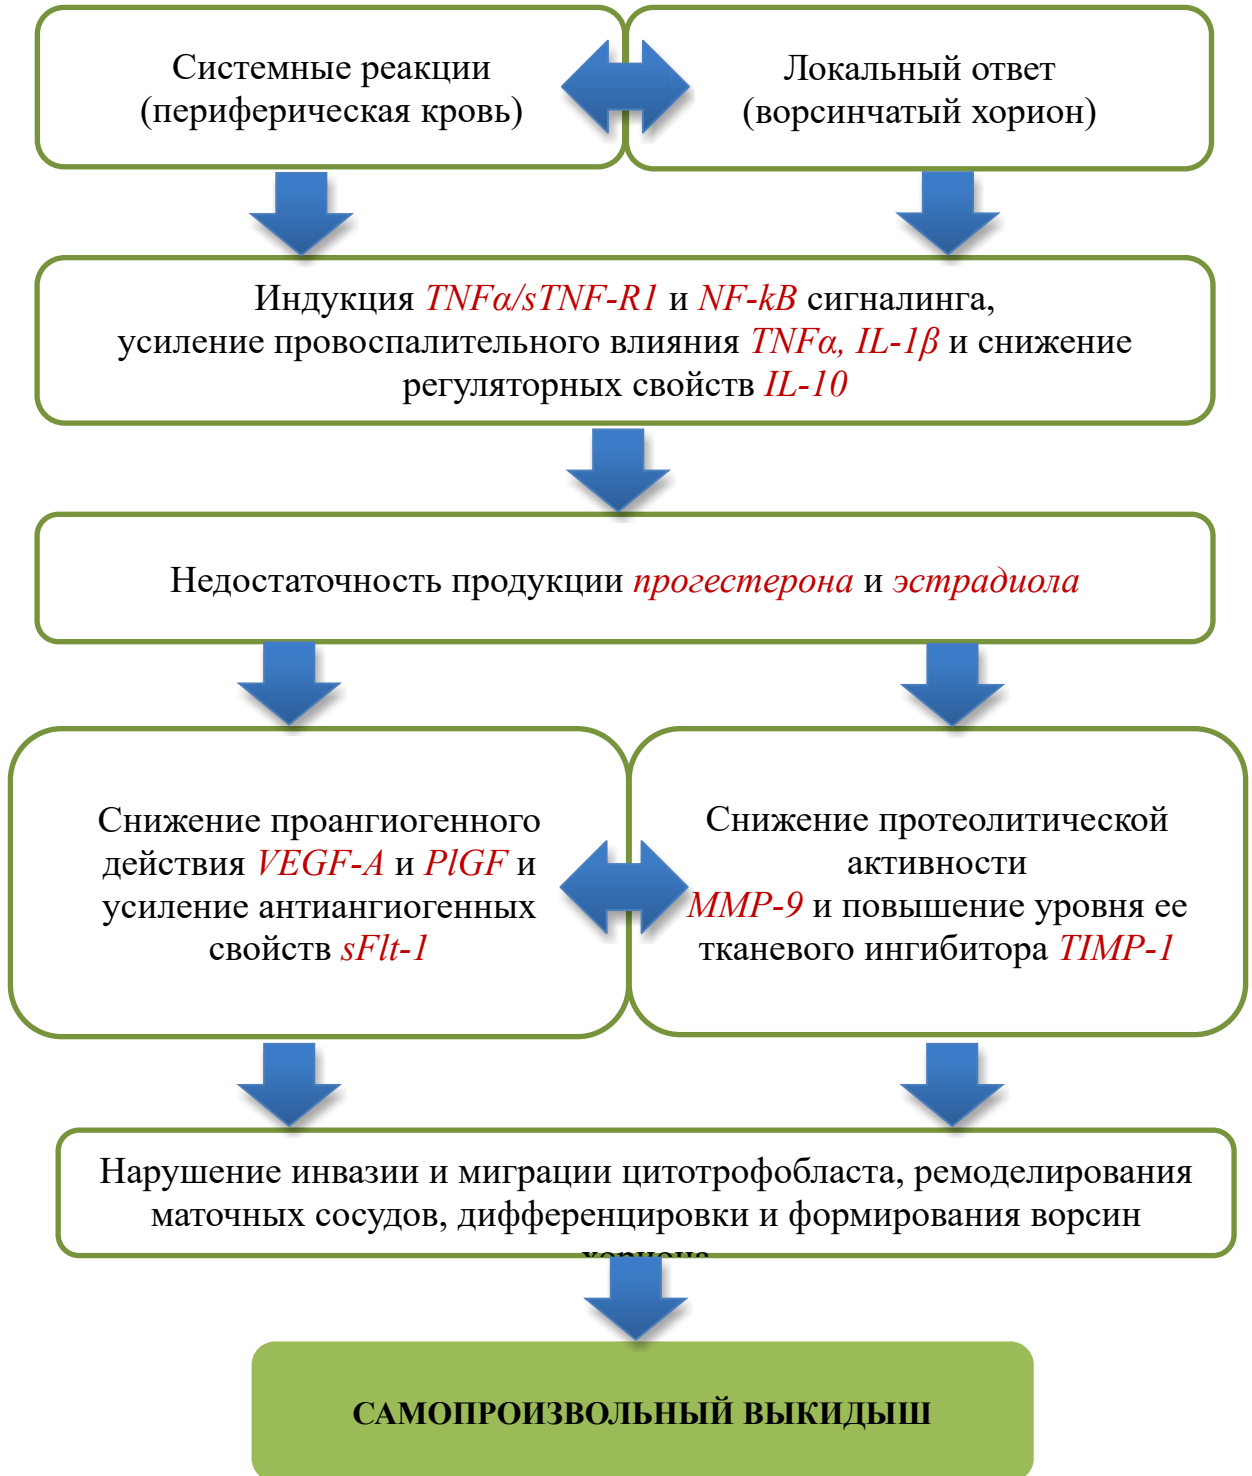 Системные реакции
(периферическая кровь)
Локальный ответ
(ворсинчатый хорион)
Индукция TNFα/sTNF-R1 и NF-kB сигналинга,
усиление провоспалительного влияния TNFα, IL-1β и снижение
регуляторных свойств IL-10
Недостаточность продукции прогестерона и эстрадиола
Снижение проангиогенного
действия VEGF-A и PlGF и
усиление антиангиогенных
свойств sFlt-1
Снижение протеолитической
активности
MMP-9 и повышение уровня ее
тканевого ингибитора TIMP-1
Нарушение инвазии и миграции цитотрофобласта, ремоделирования
маточных сосудов, дифференцировки и формирования ворсин
хориона
САМОПРОИЗВОЛЬНЫЙ ВЫКИДЫШ